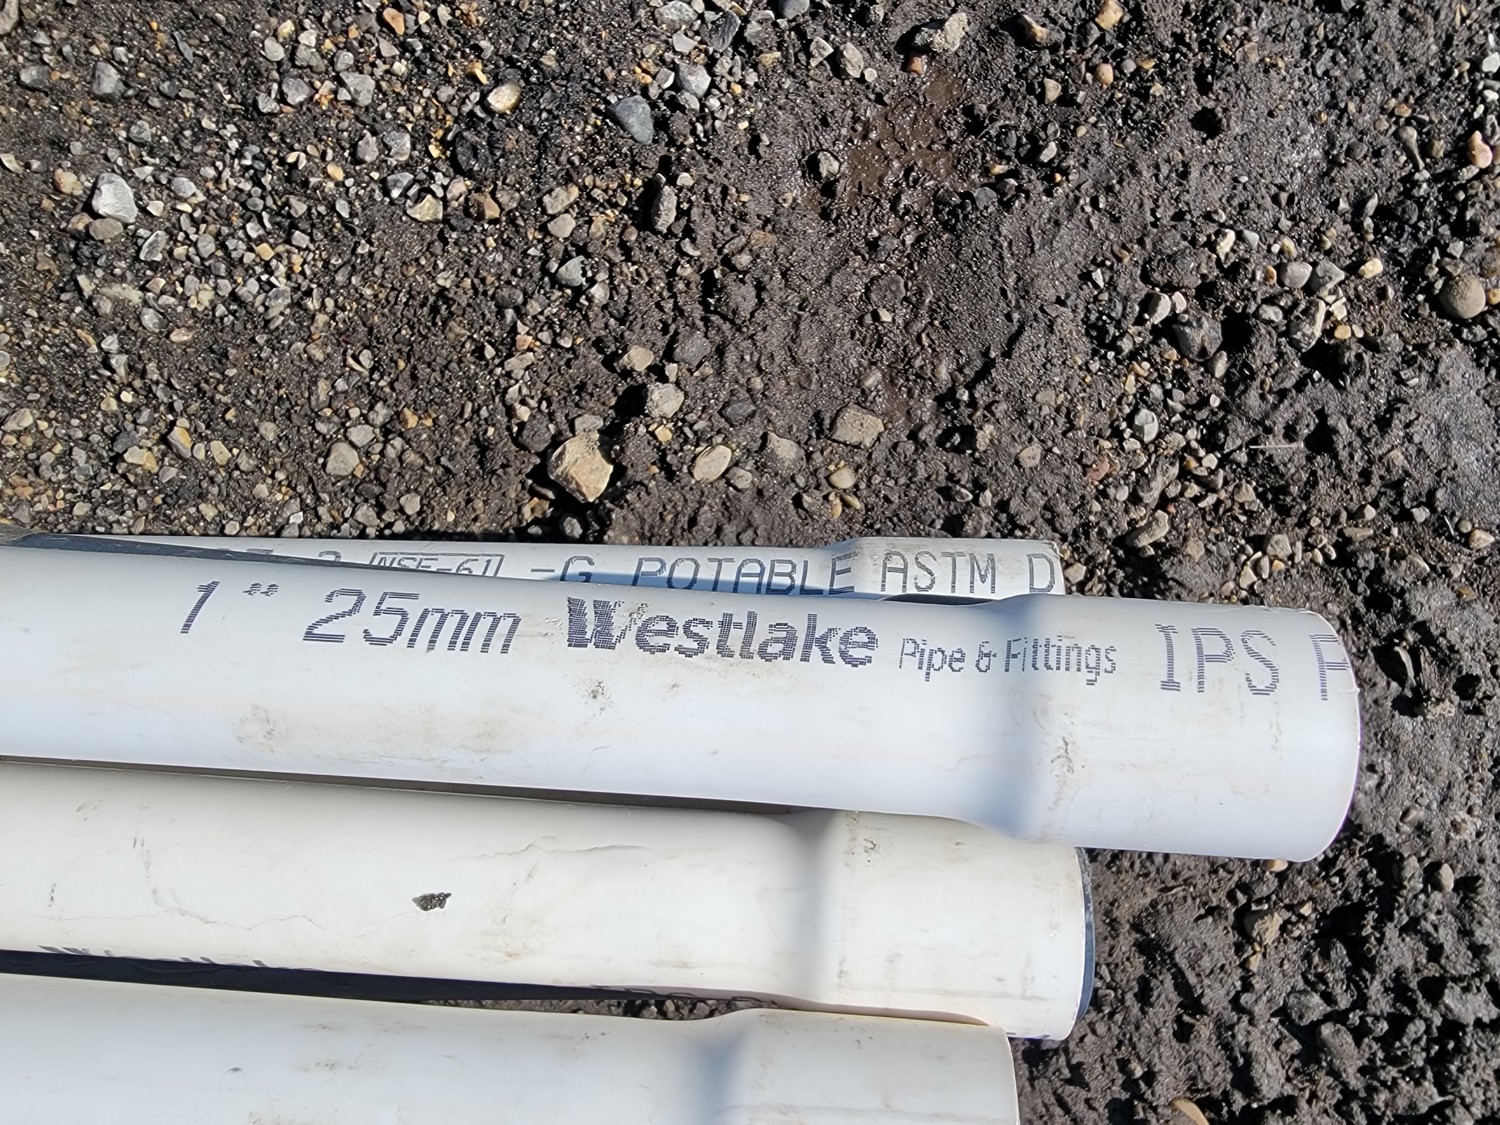 NSF-61 -G POTABLE ASTM D
1" 25mm Westlake Pipe & Fittings IPS P